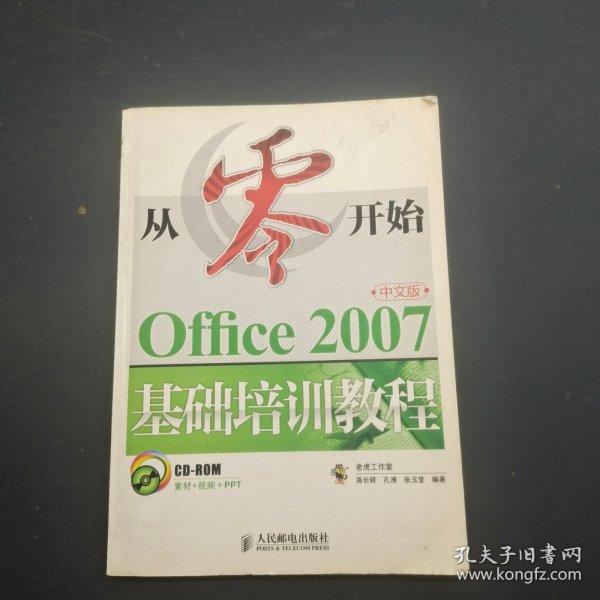 从零开始
中文版
Office 2007
基础培训教程
CD-ROM
素材+视频+PPT
老虎工作室
高长铎 孔涛 张玉堂 编著
人民邮电出版社
POSTS & TELECOM PRESS
孔夫子旧书网
www.kongfz.com